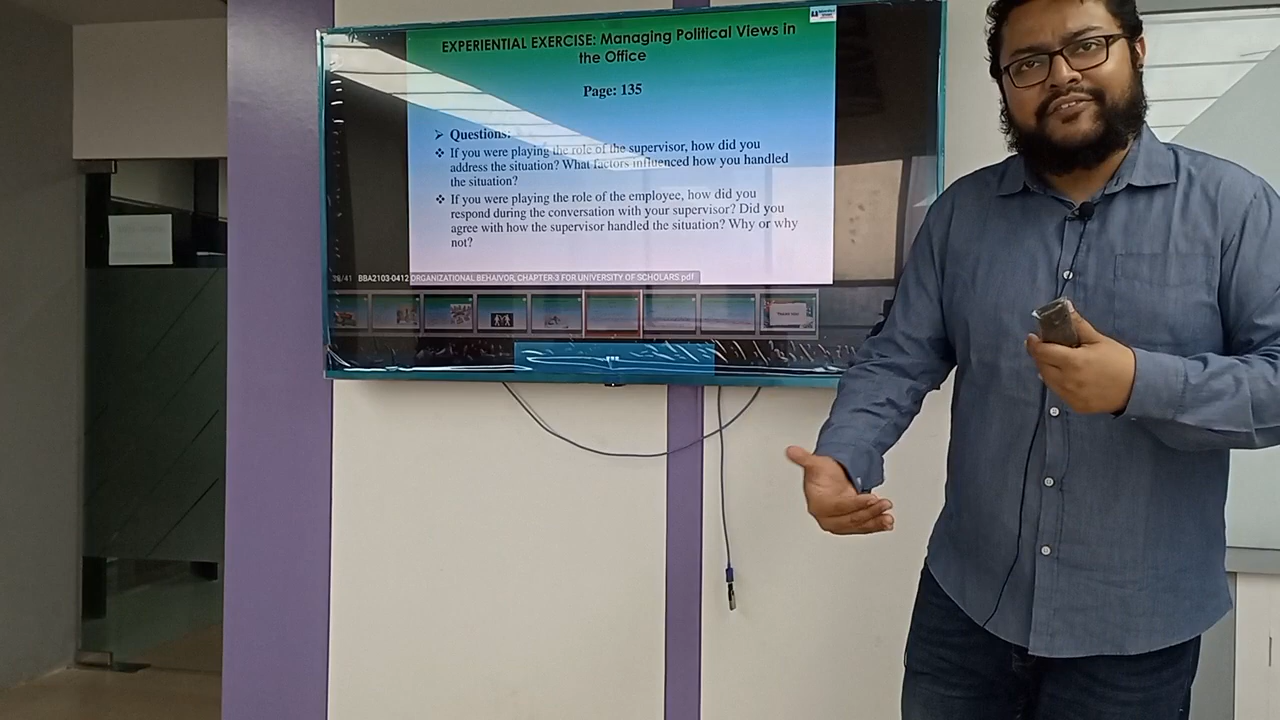 EXPERIENTIAL EXERCISE: Managing Political Views in
the Office
Page: 135
➤ Questions:
❖ If you were playing the role of the supervisor, how did you
address the situation? What factors influenced how you handled
the situation?
❖ If you were playing the role of the employee, how did you
respond during the conversation with your supervisor? Did you
agree with how the supervisor handled the situation? Why or why
not?
38/41 BBA2103-0412 ORGANIZATIONAL BEHAIVOR, CHAPTER-3 FOR UNIVERSITY OF SCHOLARS.pdf